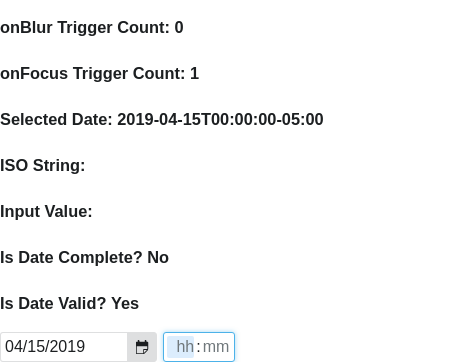 onBlur Trigger Count: 0
onFocus Trigger Count: 1
Selected Date: 2019-04-15T00:00:00-05:00
ISO String:
Input Value:
Is Date Complete? No
Is Date Valid? Yes
04/15/2019 hh:mm